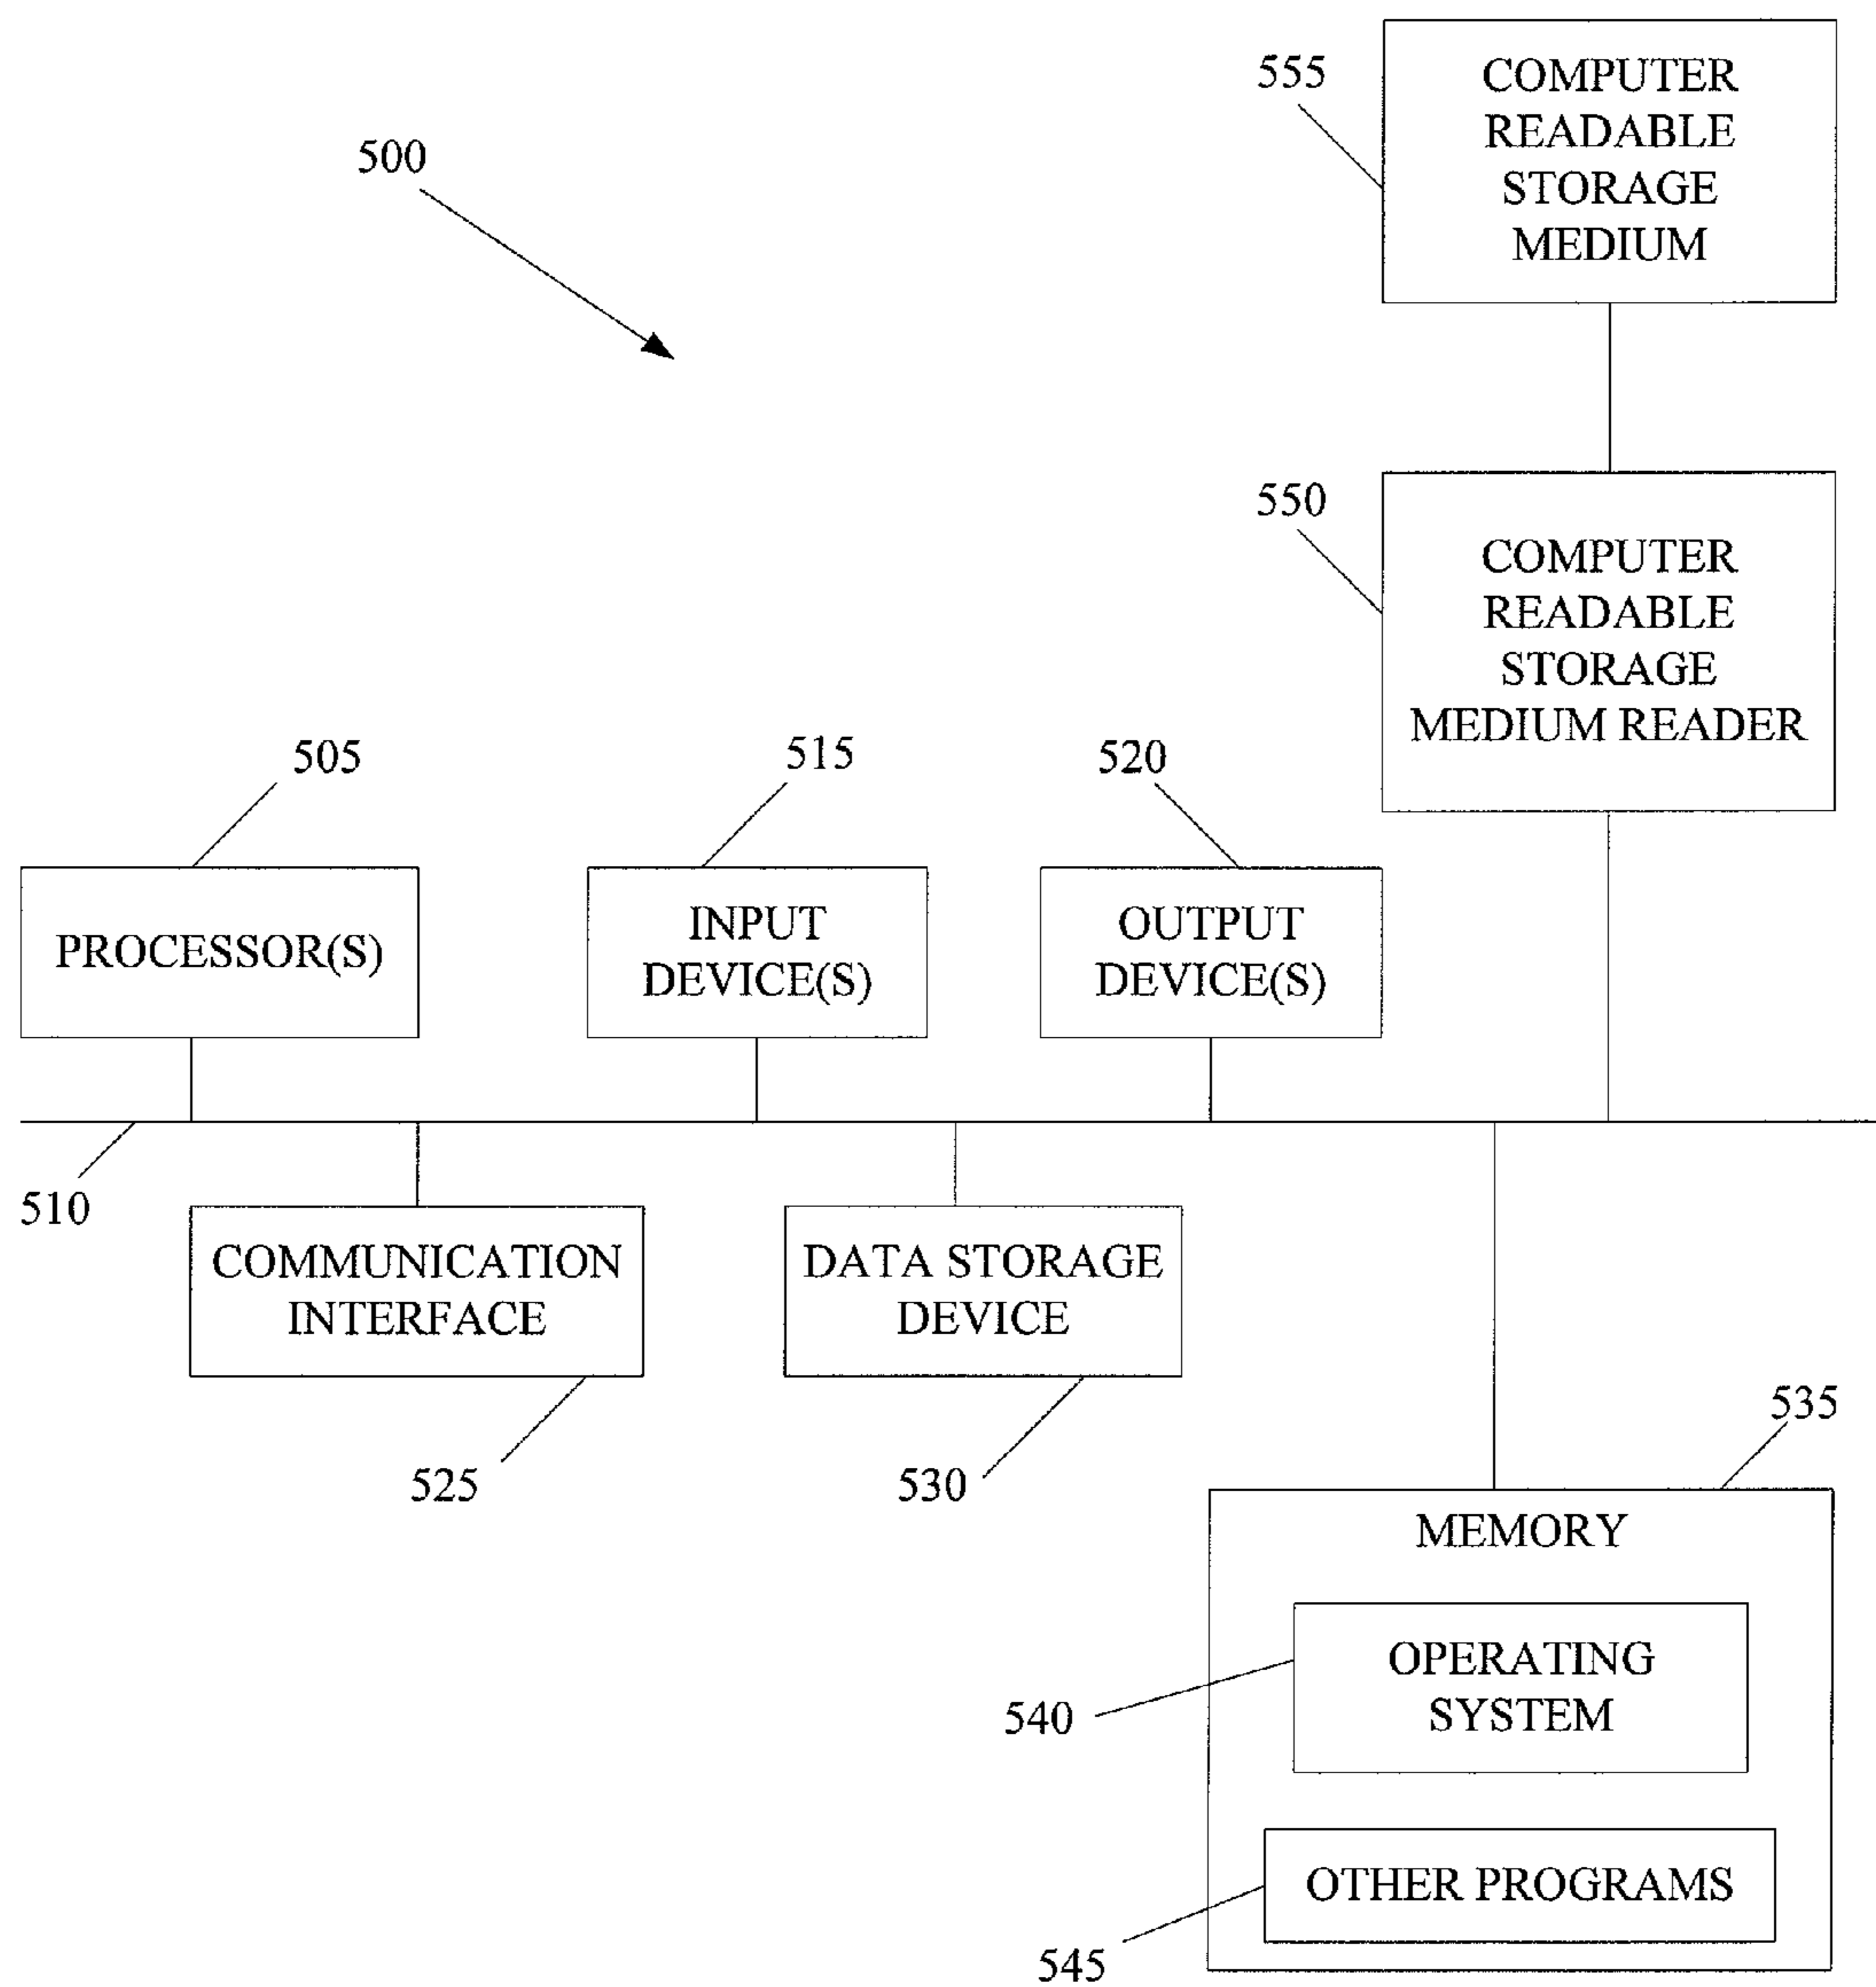 555
COMPUTER
READABLE
STORAGE
MEDIUM
500
550
COMPUTER
READABLE
STORAGE
MEDIUM READER
505
515
520
PROCESSOR(S)
INPUT
DEVICE(S)
OUTPUT
DEVICE(S)
510
COMMUNICATION
INTERFACE
DATA STORAGE
DEVICE
525
530
535
MEMORY
OPERATING
SYSTEM
540
OTHER PROGRAMS
545